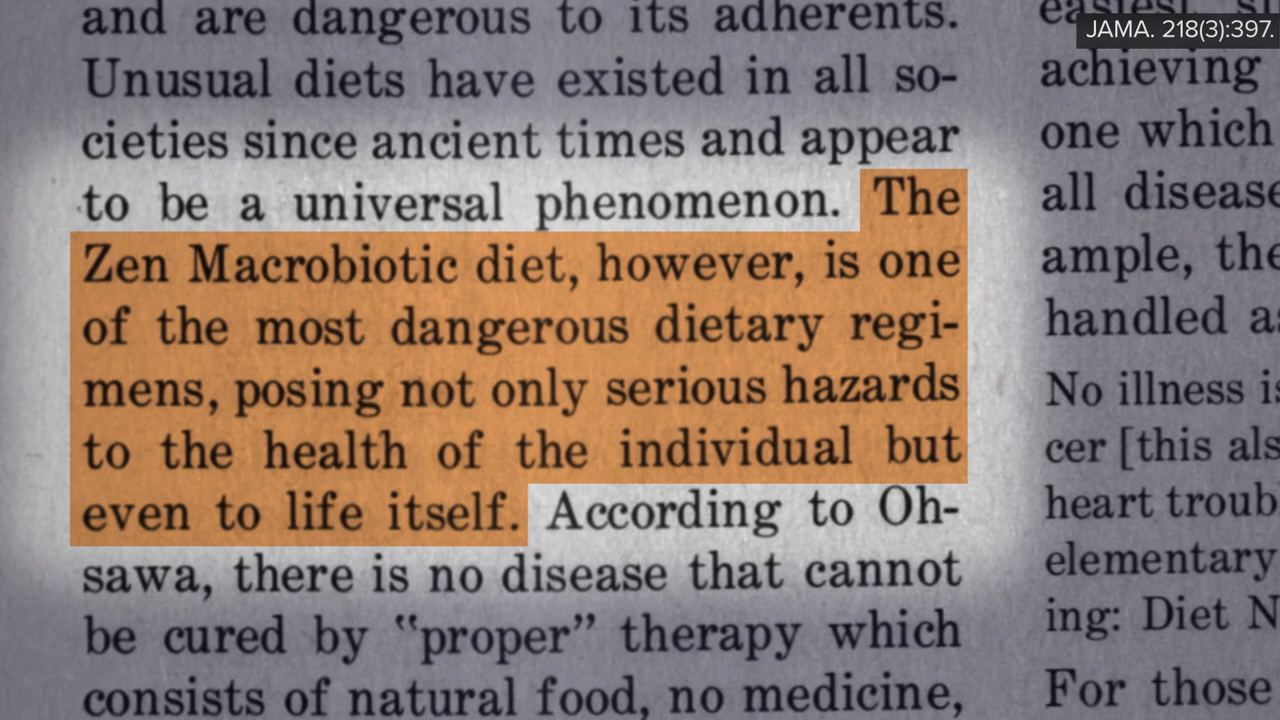 JAMA. 218(3):397.
and are dangerous to its adherents.
Unusual diets have existed in all so-
cieties since ancient times and appear
to be a universal phenomenon. The
Zen Macrobiotic diet, however, is one
of the most dangerous dietary regi-
mens, posing not only serious hazards
to the health of the individual but
even to life itself. According to Oh-
sawa, there is no disease that cannot
be cured by “proper” therapy which
consists of natural food, no medicine,
achieving
one which
all disease
ample, the
handled
No illness
cer [this als
heart troub
elementary
ing: Diet N
For those